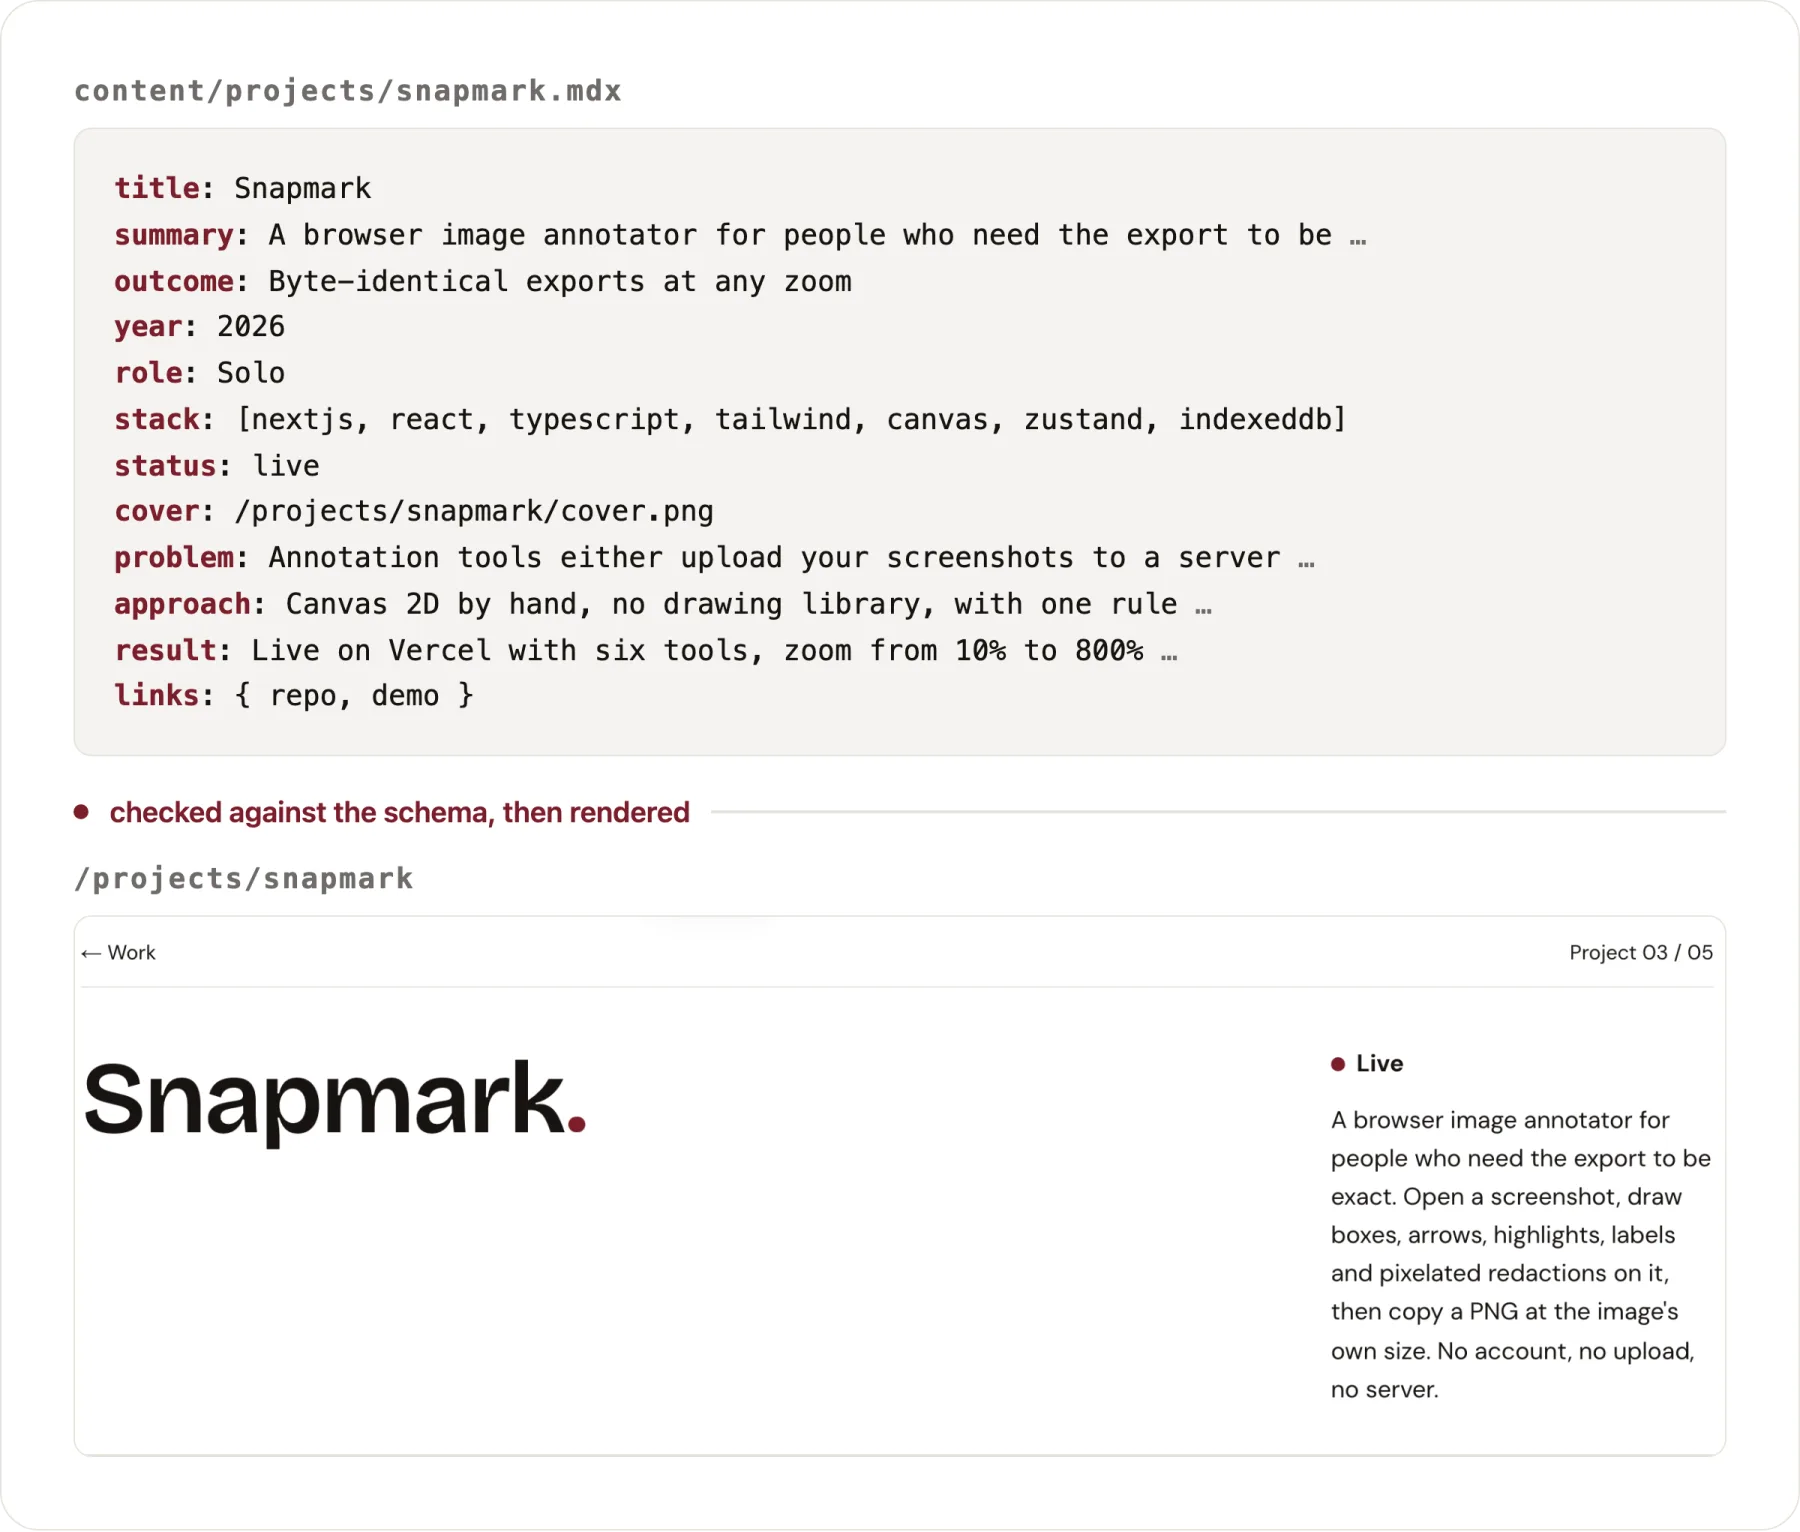 content/projects/snapmark.mdx
title: Snapmark
summary: A browser image annotator for people who need the export to be …
outcome: Byte-identical exports at any zoom
year: 2026
role: Solo
stack: [nextjs, react, typescript, tailwind, canvas, zustand, indexeddb]
status: live
cover: /projects/snapmark/cover.png
problem: Annotation tools either upload your screenshots to a server …
approach: Canvas 2D by hand, no drawing library, with one rule …
result: Live on Vercel with six tools, zoom from 10% to 800% …
links: { repo, demo }
checked against the schema, then rendered
/projects/snapmark
← Work
Project 03 / 05
Snapmark.
Live
A browser image annotator for
people who need the export to be
exact. Open a screenshot, draw
boxes, arrows, highlights, labels
and pixelated redactions on it,
then copy a PNG at the image's
own size. No account, no upload,
no server.